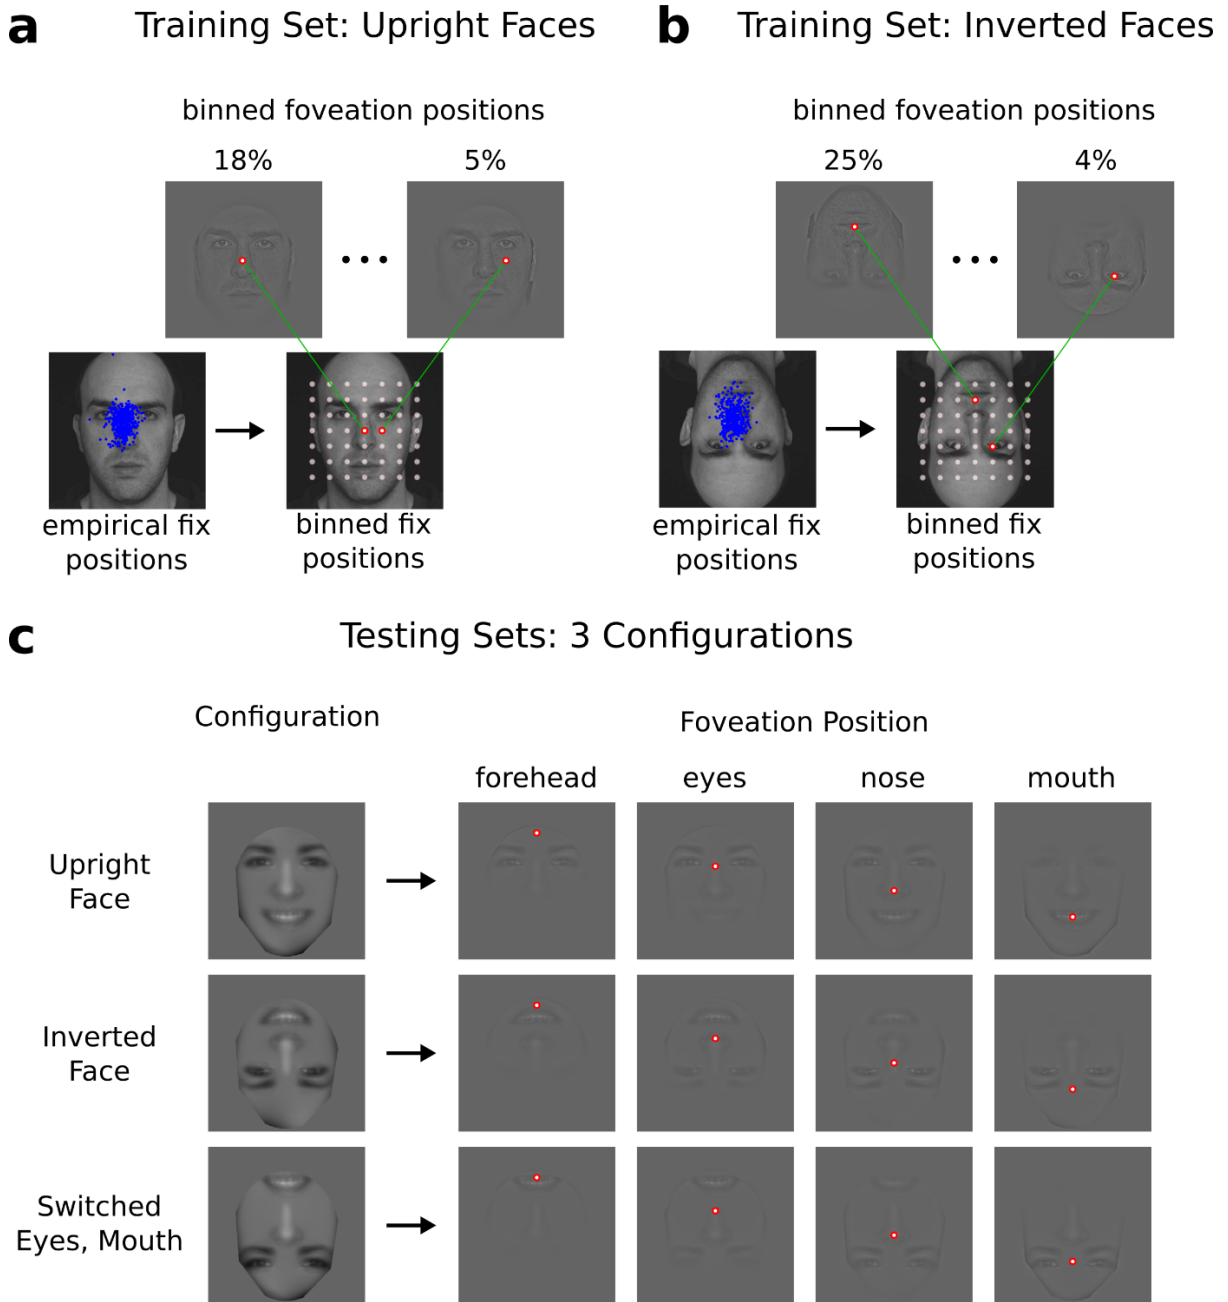 a Training Set: Upright Faces
binned foveation positions
18% 5%
empirical fix
positions
binned fix
positions
b Training Set: Inverted Faces
binned foveation positions
25% 4%
empirical fix
positions
binned fix
positions
c Testing Sets: 3 Configurations
Configuration Foveation Position
forehead eyes nose mouth
Upright
Face
Inverted
Face
Switched
Eyes, Mouth